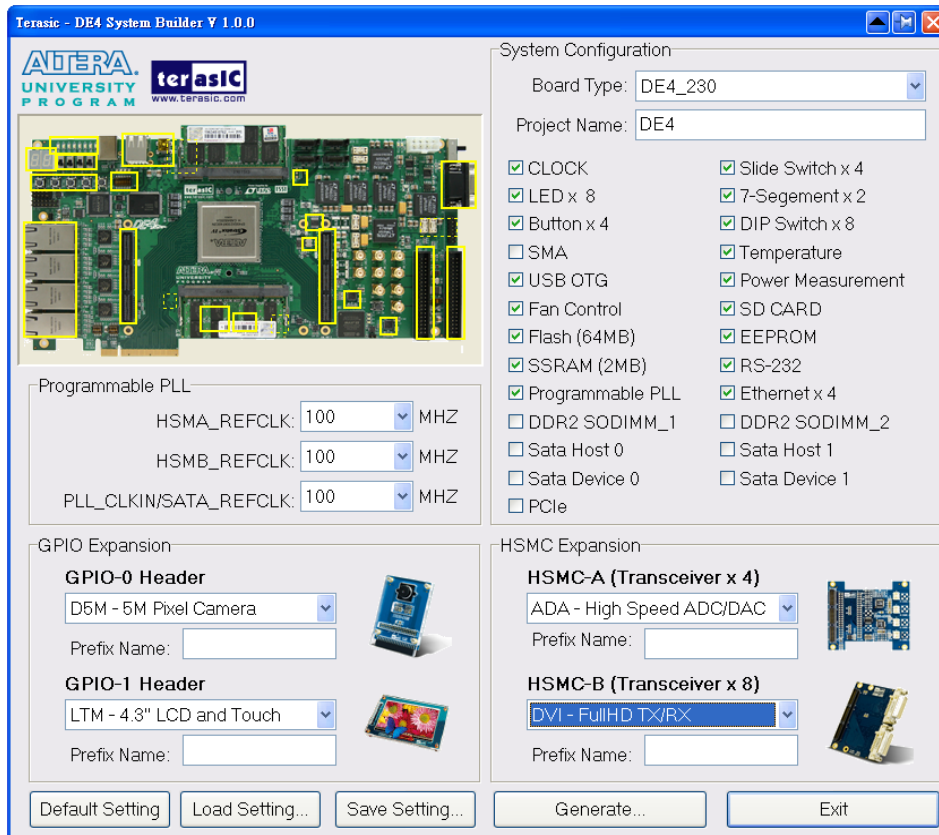 Terasic - DE4 System Builder V 1.0.0
ALTERA.
UNIVERSITY
PROGRAM
terasIC
www.terasic.com
System Configuration
Board Type: DE4_230
Project Name: DE4
CLOCK
Slide Switch x 4
LED x 8
7-Segement x 2
Button x 4
DIP Switch x 8
SMA
Temperature
USB OTG
Power Measurement
Fan Control
SD CARD
Flash (64MB)
EEPROM
SSRAM (2MB)
RS-232
Programmable PLL
Ethernet x 4
DDR2 SODIMM_1
DDR2 SODIMM_2
Sata Host 0
Sata Host 1
Sata Device 0
Sata Device 1
PCIe
Programmable PLL
HSMA_REFCLK: 100 MHZ
HSMB_REFCLK: 100 MHZ
PLL_CLKIN/SATA_REFCLK: 100 MHZ
GPIO Expansion
GPIO-0 Header
D5M - 5M Pixel Camera
Prefix Name:
GPIO-1 Header
LTM - 4.3" LCD and Touch
Prefix Name:
HSMC Expansion
HSMC-A (Transceiver x 4)
ADA - High Speed ADC/DAC
Prefix Name:
HSMC-B (Transceiver x 8)
DVI - FullHD TX/RX
Prefix Name:
Default Setting
Load Setting...
Save Setting...
Generate...
Exit